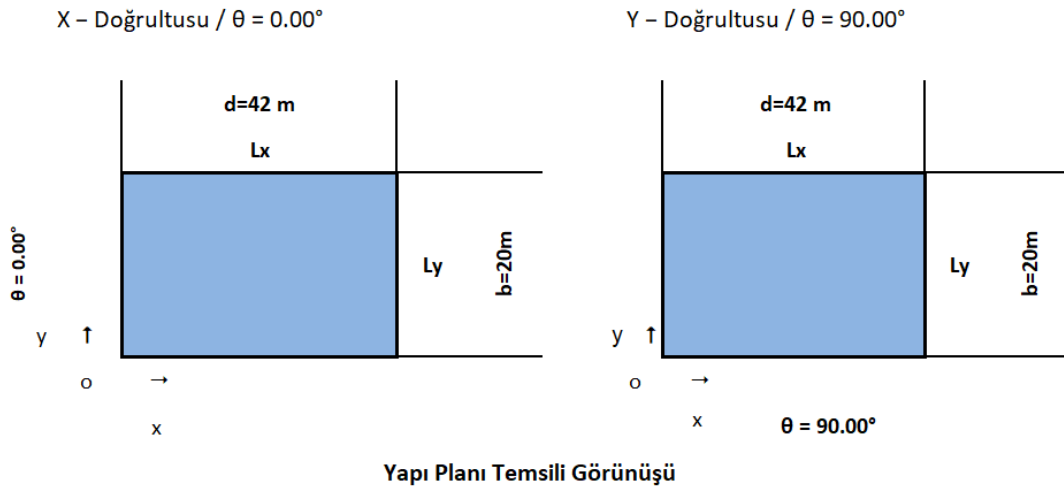 X – Doğrultusu / θ = 0.00°
d=42 m
Lx
θ = 0.00°
Ly
b=20m
y ↑
o →
x
Y – Doğrultusu / θ = 90.00°
d=42 m
Lx
Ly
b=20m
y ↑
o →
x
θ = 90.00°
Yapı Planı Temsili Görünüşü